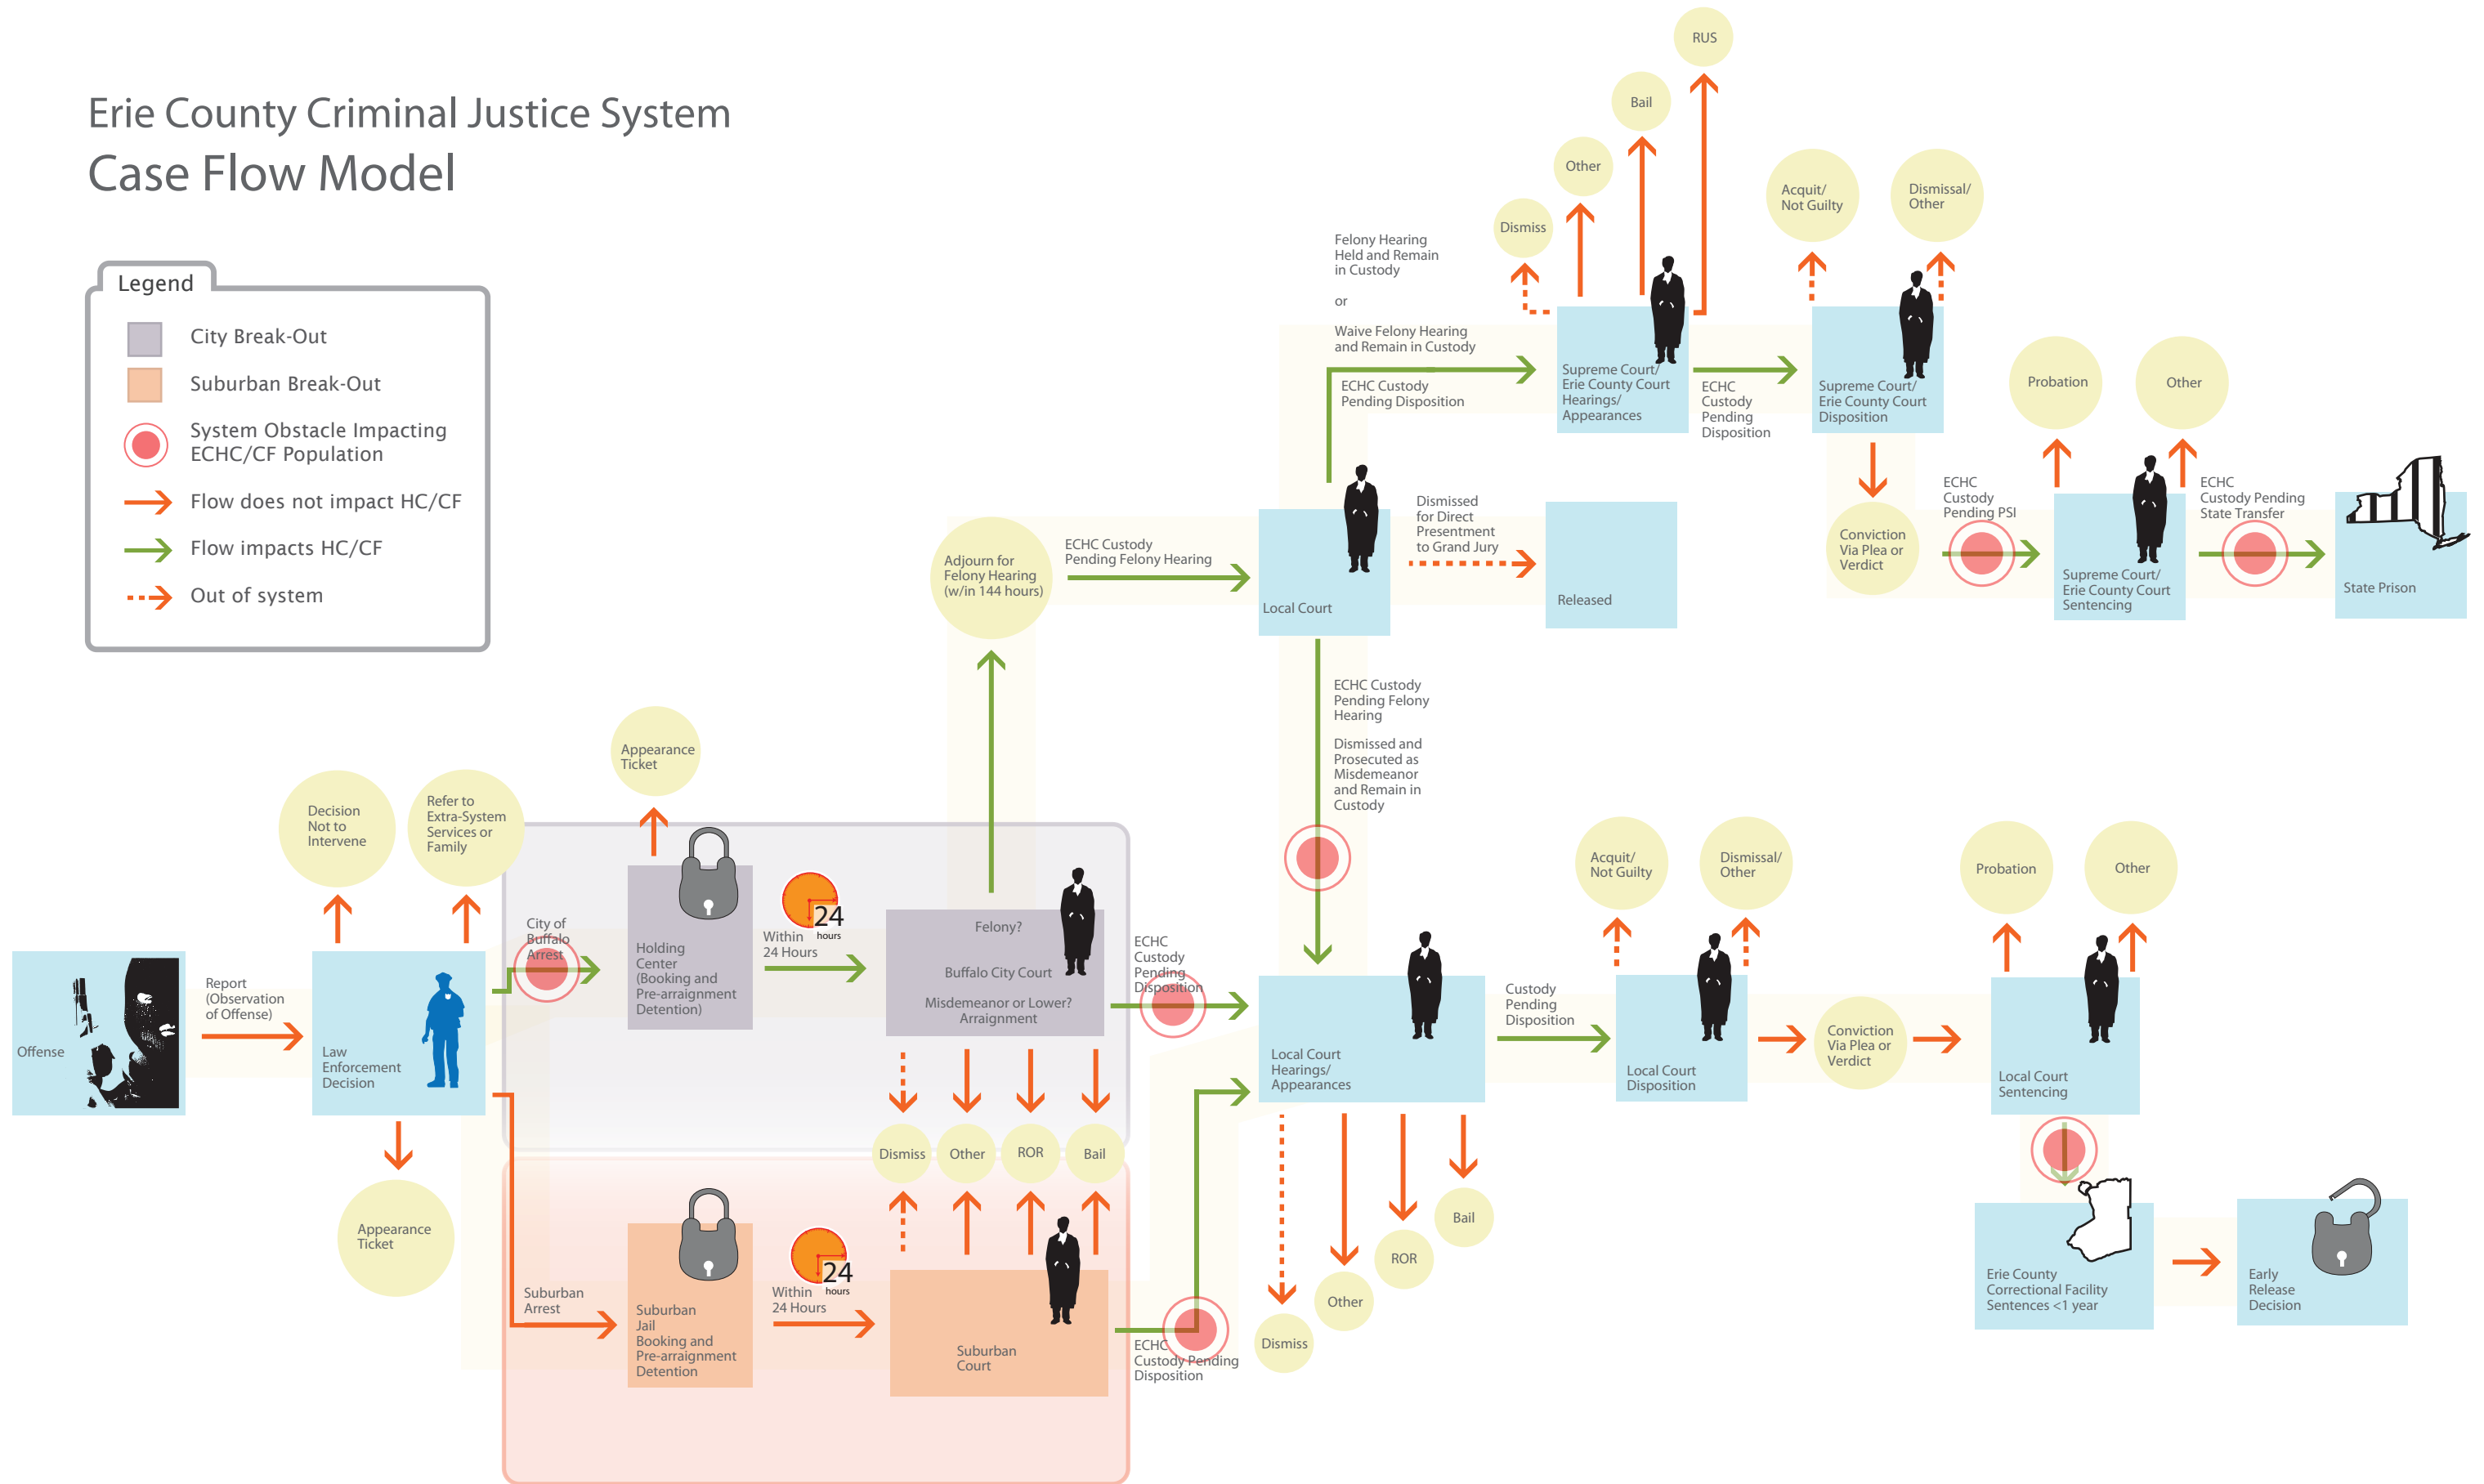 Erie County Criminal Justice System
Case Flow Model
Legend
City Break-Out
Suburban Break-Out
System Obstacle Impacting
ECHC/CF Population
Flow does not impact HC/CF
Flow impacts HC/CF
Out of system
RUS
Bail
Other
Dismiss
Acquit/
Not Guilty
Dismissal/
Other
Felony Hearing
Held and Remain
in Custody
or
Waive Felony Hearing
and Remain in Custody
ECHC Custody
Pending Disposition
Supreme Court/
Erie County Court
Hearings/
Appearances
ECHC
Custody
Pending
Disposition
Supreme Court/
Erie County Court
Disposition
Probation
Other
Conviction
Via Plea or
Verdict
ECHC
Custody
Pending PSI
Supreme Court/
Erie County Court
Sentencing
ECHC
Custody Pending
State Transfer
State Prison
Adjourn for
Felony Hearing
(w/in 144 hours)
ECHC Custody
Pending Felony Hearing
Local Court
Dismissed
for Direct
Presentment
to Grand Jury
Released
ECHC Custody
Pending Felony
Hearing
Dismissed and
Prosecuted as
Misdemeanor
and Remain in
Custody
Appearance
Ticket
Decision
Not to
Intervene
Refer to
Extra-System
Services or
Family
Offense
Report
(Observation
of Offense)
Law
Enforcement
Decision
Appearance
Ticket
City of
Buffalo
Arrest
Holding
Center
(Booking and
Pre-arraignment
Detention)
24
hours
Within
24 Hours
Felony?
Buffalo City Court
Misdemeanor or Lower?
Arraignment
ECHC
Custody
Pending
Disposition
Dismiss
Other
ROR
Bail
Suburban
Arrest
Suburban
Jail
Booking and
Pre-arraignment
Detention
24
hours
Within
24 Hours
Suburban
Court
ECHC
Custody Pending
Disposition
Local Court
Hearings/
Appearances
Dismiss
Other
ROR
Bail
Custody
Pending
Disposition
Acquit/
Not Guilty
Dismissal/
Other
Local Court
Disposition
Conviction
Via Plea or
Verdict
Probation
Other
Local Court
Sentencing
Erie County
Correctional Facility
Sentences <1 year
Early
Release
Decision